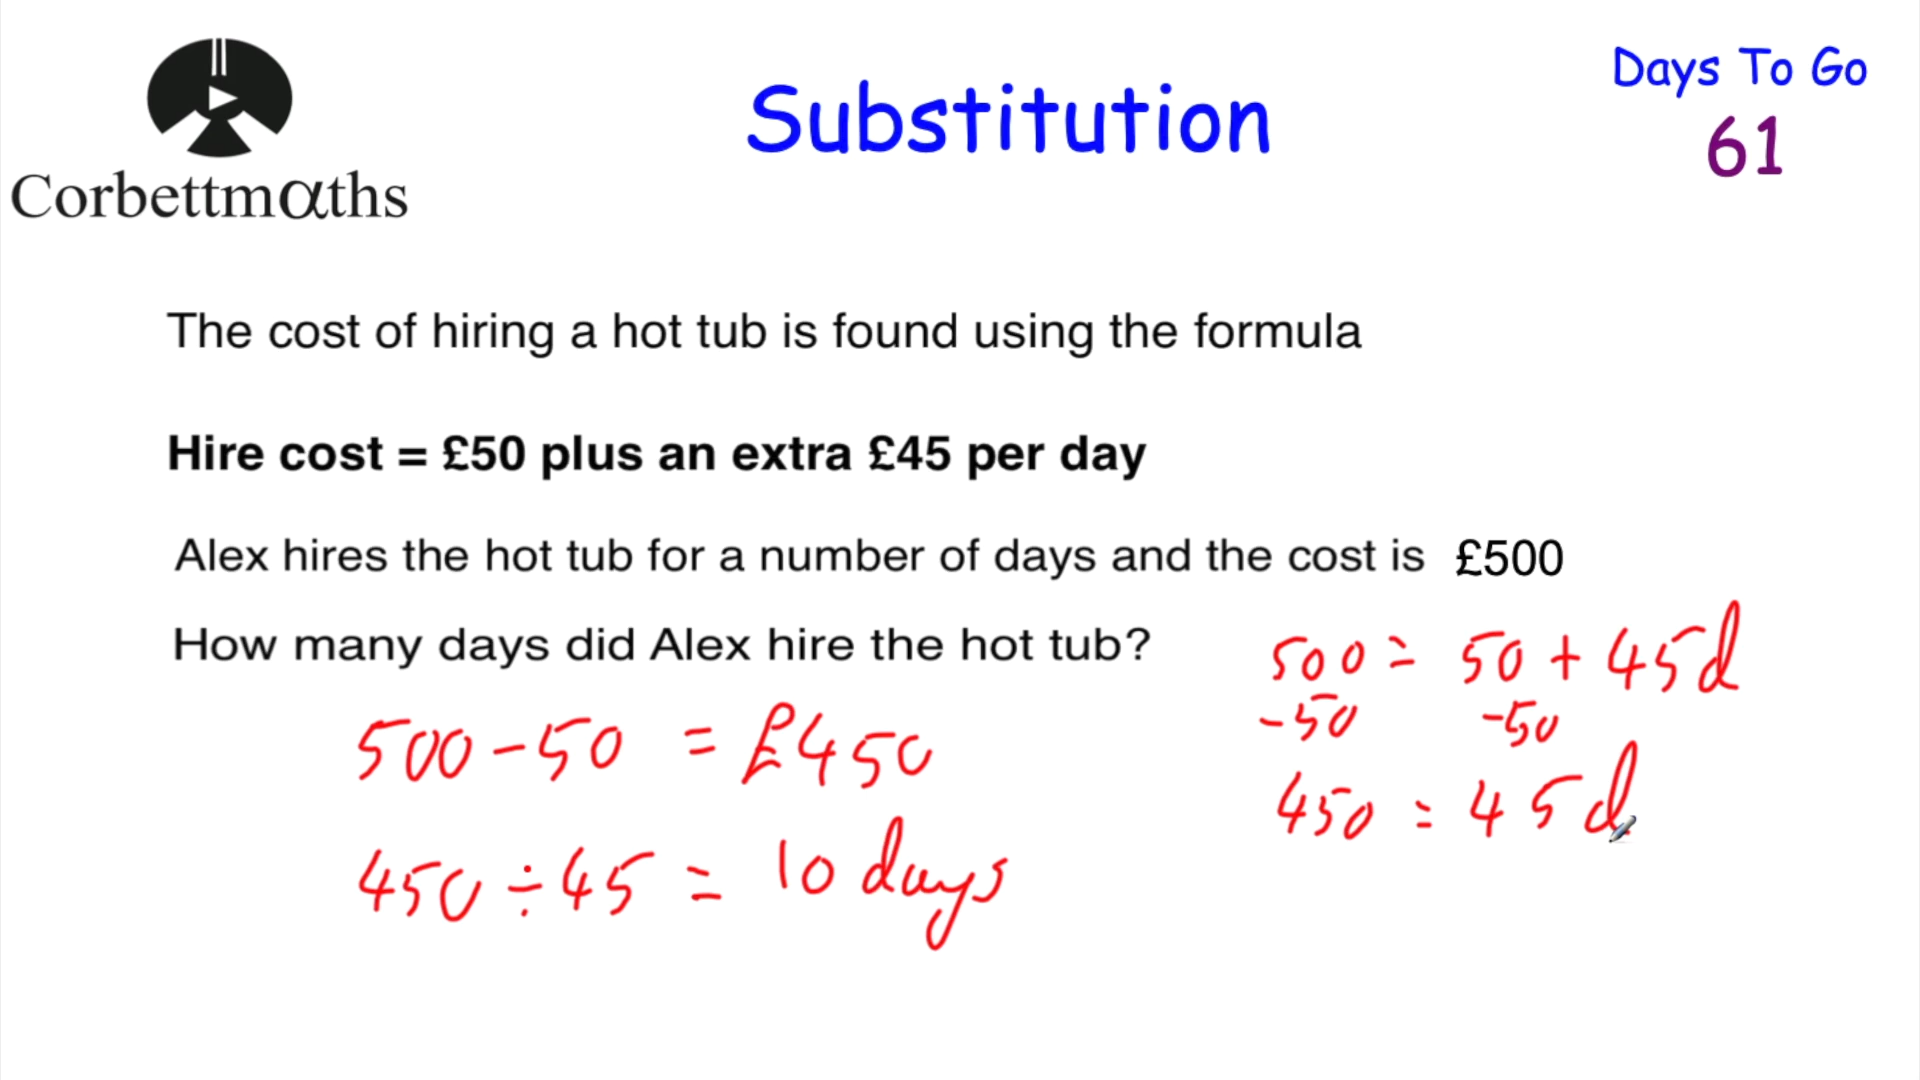 Corbettmαths
Substitution
Days To Go
61
The cost of hiring a hot tub is found using the formula
Hire cost = £50 plus an extra £45 per day
Alex hires the hot tub for a number of days and the cost is £500
How many days did Alex hire the hot tub?
500 - 50 = £450
450 ÷ 45 = 10 days
500 = 50 + 45d
-50 -50
450 = 45d